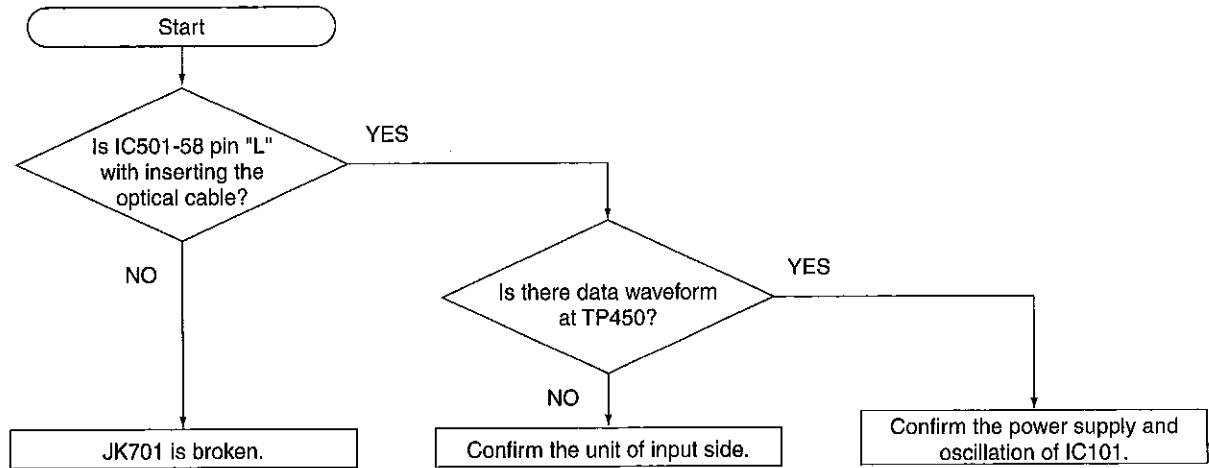 Start
Is IC501-58 pin "L"
with inserting the
optical cable?
YES
NO
Is there data waveform
at TP450?
YES
NO
JK701 is broken.
Confirm the unit of input side.
Confirm the power supply and
oscillation of IC101.